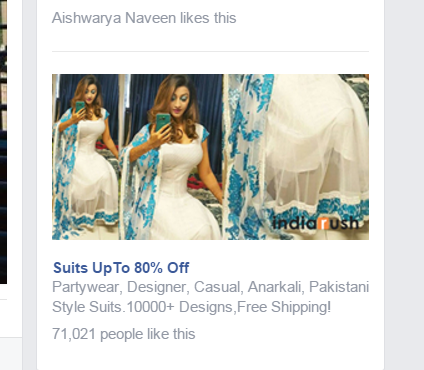 Aishwarya Naveen likes this
indiarush
Suits UpTo 80% Off
Partywear, Designer, Casual, Anarkali, Pakistani
Style Suits.10000+ Designs,Free Shipping!
71,021 people like this